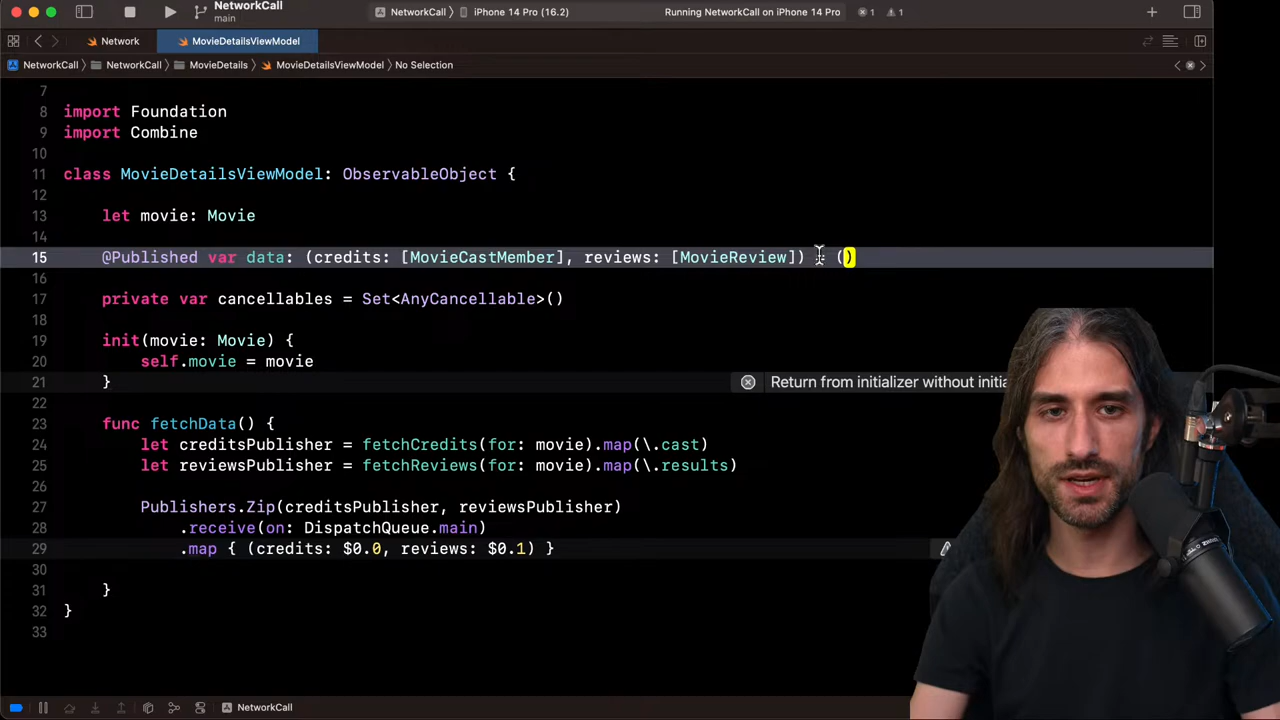 NetworkCall
main
NetworkCall
iPhone 14 Pro (16.2)
Running NetworkCall on iPhone 14 Pro
1
1
Network
MovieDetailsViewModel
NetworkCall
NetworkCall
MovieDetails
MovieDetailsViewModel
No Selection
7
8 import Foundation
9 import Combine
10
11 class MovieDetailsViewModel: ObservableObject {
12
13 let movie: Movie
14
15 @Published var data: (credits: [MovieCastMember], reviews: [MovieReview]) = ()
16
17 private var cancellables = Set<AnyCancellable>()
18
19 init(movie: Movie) {
20 self.movie = movie
21 } Return from initializer without initia
22
23 func fetchData() {
24 let creditsPublisher = fetchCredits(for: movie).map(\.cast)
25 let reviewsPublisher = fetchReviews(for: movie).map(\.results)
26
27 Publishers.Zip(creditsPublisher, reviewsPublisher)
28 .receive(on: DispatchQueue.main)
29 .map { (credits: $0.0, reviews: $0.1) }
30
31 }
32 }
33
NetworkCall